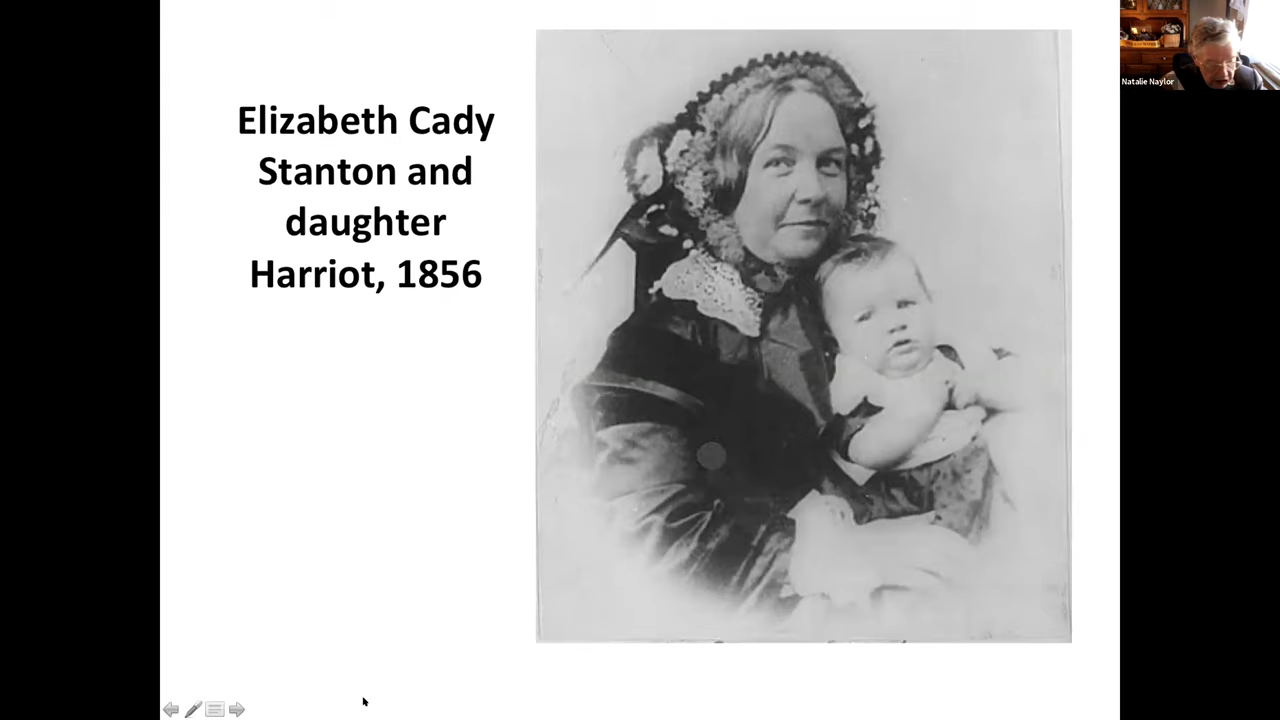 Elizabeth Cady
Stanton and
daughter
Harriot, 1856
Natalie Naylor